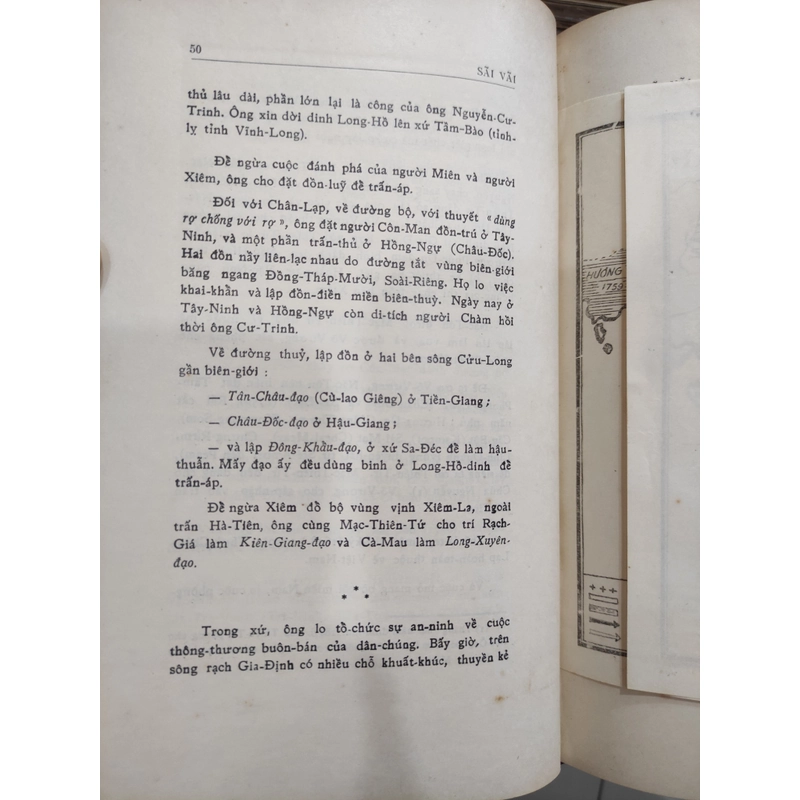 50
SÃI VÃI
thủ lâu dài, phần lớn lại là công của ông Nguyễn-Cư-
Trinh. Ông xin dời dinh Long-Hồ lên xứ Tầm-Bào (tỉnh-
lỵ tỉnh Vĩnh-Long).
Để ngừa cuộc đánh phá của người Miên và người
Xiêm, ông cho đặt đồn-luỹ để trấn-áp.
Đối với Chân-Lạp, về đường bộ, với thuyết « dùng
rợ chống với rợ », ông đặt người Côn-Man đồn-trú ở Tây-
Ninh, và một phần trấn-thủ ở Hồng-Ngự (Châu-Đốc).
Hai đồn nầy liên-lạc nhau do đường tắt vùng biên-giới
băng ngang Đồng-Tháp-Mười, Soài-Riêng. Họ lo việc
khai-khẩn và lập đồn-điền miền biên-thuỳ. Ngày nay ở
Tây-Ninh và Hồng-Ngự còn di-tích người Chàm hồi
thời ông Cư-Trinh.
Về đường thuỷ, lập đồn ở hai bên sông Cửu-Long
gần biên-giới :
— Tân-Châu-đạo (Cù-lao Giêng) ở Tiền-Giang ;
— Châu-Đốc-đạo ở Hậu-Giang ;
— và lập Đông-Khẩu-đạo, ở xứ Sa-Đéc để làm hậu-
thuẫn. Mấy đạo ấy đều dùng binh ở Long-Hồ-dinh để
trấn-áp.
Để ngừa Xiêm đổ bộ vùng vịnh Xiêm-La, ngoài
trấn Hà-Tiên, ông cùng Mạc-Thiên-Tứ cho trí Rạch-
Giá làm Kiên-Giang-đạo và Cà-Mau làm Long-Xuyên-
đạo.
* * *
Trong xứ, ông lo tổ-chức sự an-ninh về cuộc
thông-thương buôn-bán của dân-chúng. Bấy giờ, trên
sông rạch Gia-Định có nhiều chỗ khuất-khúc, thuyền kẻ
HƯƠNG